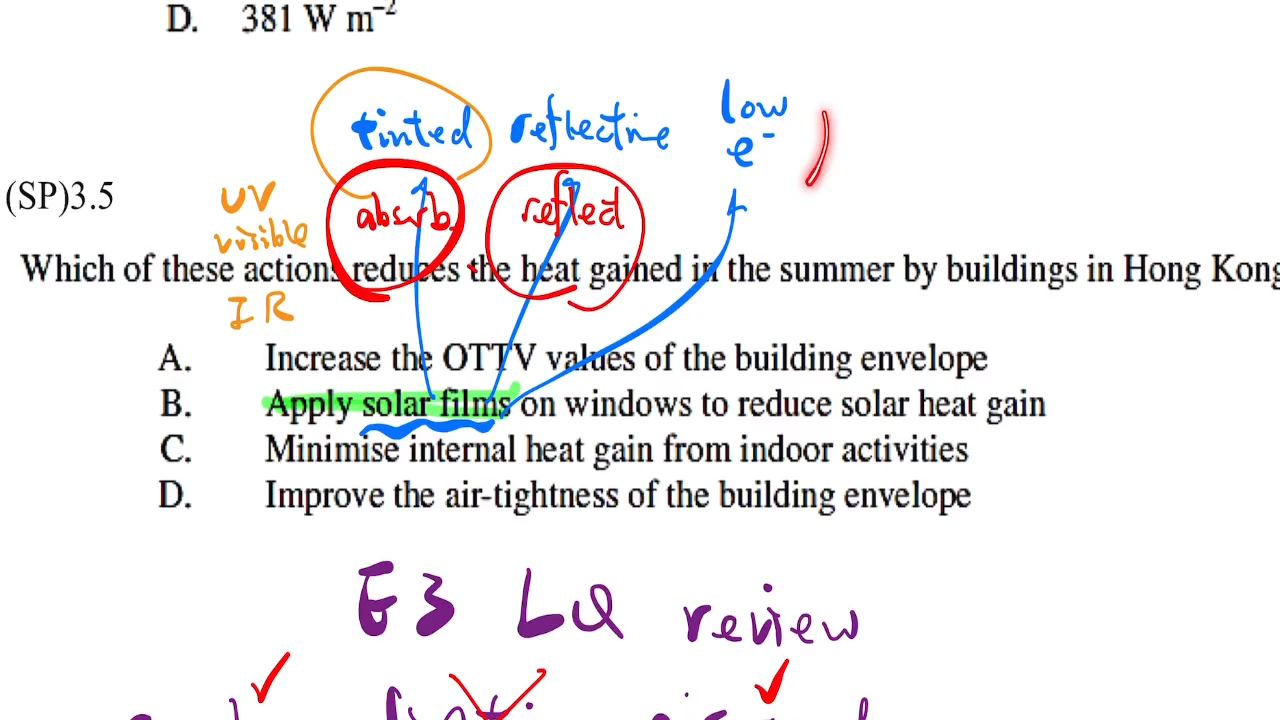 D. 381 W m⁻²
tinted reflective low
e⁻
(SP)3.5
UV absorb reflected
visible
Which of these actions reduces the heat gained in the summer by buildings in Hong Kong
IR
A. Increase the OTTV values of the building envelope
B. Apply solar films on windows to reduce solar heat gain
C. Minimise internal heat gain from indoor activities
D. Improve the air-tightness of the building envelope
E3 LQ review